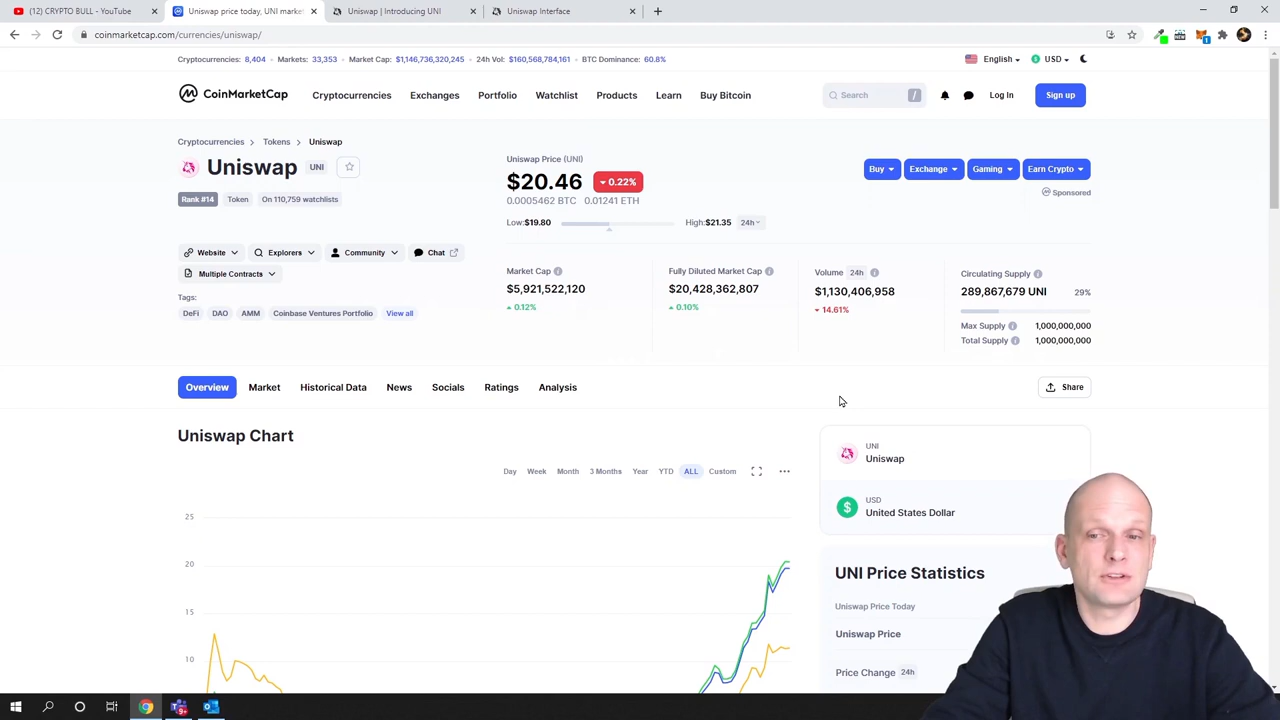 (12) CRYPTO BULL - YouTube
Uniswap price today, UNI market
Uniswap | Introducing UNI
Uniswap Interface
coinmarketcap.com/currencies/uniswap/
Cryptocurrencies: 8,404 Markets: 33,353 Market Cap: $1,146,736,320,245 24h Vol: $160,568,784,161 BTC Dominance: 60.8%
English USD
CoinMarketCap Cryptocurrencies Exchanges Portfolio Watchlist Products Learn Buy Bitcoin
Search / Log In Sign up
Cryptocurrencies > Tokens > Uniswap
Uniswap UNI
Rank #14 Token On 110,759 watchlists
Website Explorers Community Chat
Multiple Contracts
Tags:
DeFi DAO AMM Coinbase Ventures Portfolio View all
Uniswap Price (UNI)
$20.46 0.22%
0.0005462 BTC 0.01241 ETH
Low:$19.80 High:$21.35 24h
Buy Exchange Gaming Earn Crypto
Sponsored
Market Cap
$5,921,522,120
0.12%
Fully Diluted Market Cap
$20,428,362,807
0.10%
Volume 24h
$1,130,406,958
14.61%
Circulating Supply
289,867,679 UNI 29%
Max Supply 1,000,000,000
Total Supply 1,000,000,000
Overview Market Historical Data News Socials Ratings Analysis
Share
Uniswap Chart
Day Week Month 3 Months Year YTD ALL Custom
25
20
15
10
UNI
Uniswap
USD
United States Dollar
UNI Price Statistics
Uniswap Price Today
Uniswap Price
Price Change 24h